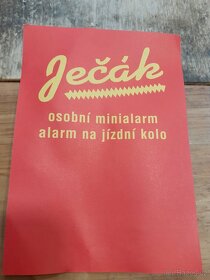 Ječák
osobní minialarm
alarm na jízdní kolo